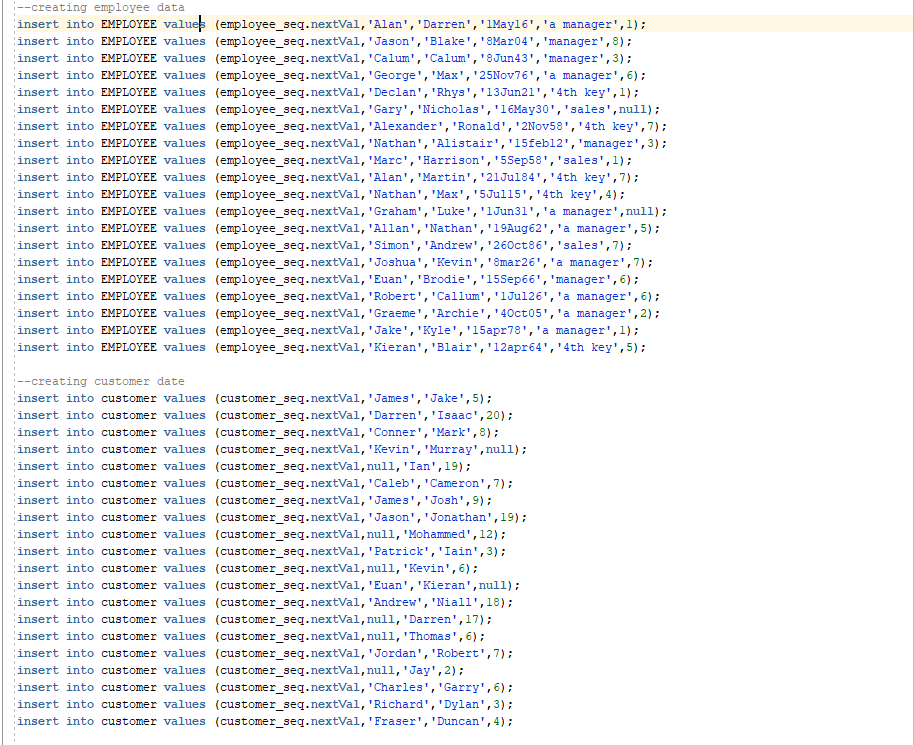 --creating employee data
insert into EMPLOYEE values (employee_seq.nextVal,'Alan','Darren','1May16','a manager',1);
insert into EMPLOYEE values (employee_seq.nextVal,'Jason','Blake','8Mar04','manager',8);
insert into EMPLOYEE values (employee_seq.nextVal,'Calum','Calum','8Jun43','manager',3);
insert into EMPLOYEE values (employee_seq.nextVal,'George','Max','25Nov76','a manager',6);
insert into EMPLOYEE values (employee_seq.nextVal,'Declan','Rhys','13Jun21','4th key',1);
insert into EMPLOYEE values (employee_seq.nextVal,'Gary','Nicholas','16May30','sales',null);
insert into EMPLOYEE values (employee_seq.nextVal,'Alexander','Ronald','2Nov58','4th key',7);
insert into EMPLOYEE values (employee_seq.nextVal,'Nathan','Alistair','15feb12','manager',3);
insert into EMPLOYEE values (employee_seq.nextVal,'Marc','Harrison','5Sep58','sales',1);
insert into EMPLOYEE values (employee_seq.nextVal,'Alan','Martin','21Jul84','4th key',7);
insert into EMPLOYEE values (employee_seq.nextVal,'Nathan','Max','5Jul15','4th key',4);
insert into EMPLOYEE values (employee_seq.nextVal,'Graham','Luke','1Jun31','a manager',null);
insert into EMPLOYEE values (employee_seq.nextVal,'Allan','Nathan','19Aug62','a manager',5);
insert into EMPLOYEE values (employee_seq.nextVal,'Simon','Andrew','26Oct86','sales',7);
insert into EMPLOYEE values (employee_seq.nextVal,'Joshua','Kevin','8mar26','a manager',7);
insert into EMPLOYEE values (employee_seq.nextVal,'Euan','Brodie','15Sep66','manager',6);
insert into EMPLOYEE values (employee_seq.nextVal,'Robert','Callum','1Jul26','a manager',6);
insert into EMPLOYEE values (employee_seq.nextVal,'Graeme','Archie','4Oct05','a manager',2);
insert into EMPLOYEE values (employee_seq.nextVal,'Jake','Kyle','15apr78','a manager',1);
insert into EMPLOYEE values (employee_seq.nextVal,'Kieran','Blair','12apr64','4th key',5);
--creating customer date
insert into customer values (customer_seq.nextVal,'James','Jake',5);
insert into customer values (customer_seq.nextVal,'Darren','Isaac',20);
insert into customer values (customer_seq.nextVal,'Conner','Mark',8);
insert into customer values (customer_seq.nextVal,'Kevin','Murray',null);
insert into customer values (customer_seq.nextVal,null,'Ian',19);
insert into customer values (customer_seq.nextVal,'Caleb','Cameron',7);
insert into customer values (customer_seq.nextVal,'James','Josh',9);
insert into customer values (customer_seq.nextVal,'Jason','Jonathan',19);
insert into customer values (customer_seq.nextVal,null,'Mohammed',12);
insert into customer values (customer_seq.nextVal,'Patrick','Iain',3);
insert into customer values (customer_seq.nextVal,null,'Kevin',6);
insert into customer values (customer_seq.nextVal,'Euan','Kieran',null);
insert into customer values (customer_seq.nextVal,'Andrew','Niall',18);
insert into customer values (customer_seq.nextVal,null,'Darren',17);
insert into customer values (customer_seq.nextVal,null,'Thomas',6);
insert into customer values (customer_seq.nextVal,'Jordan','Robert',7);
insert into customer values (customer_seq.nextVal,null,'Jay',2);
insert into customer values (customer_seq.nextVal,'Charles','Garry',6);
insert into customer values (customer_seq.nextVal,'Richard','Dylan',3);
insert into customer values (customer_seq.nextVal,'Fraser','Duncan',4);